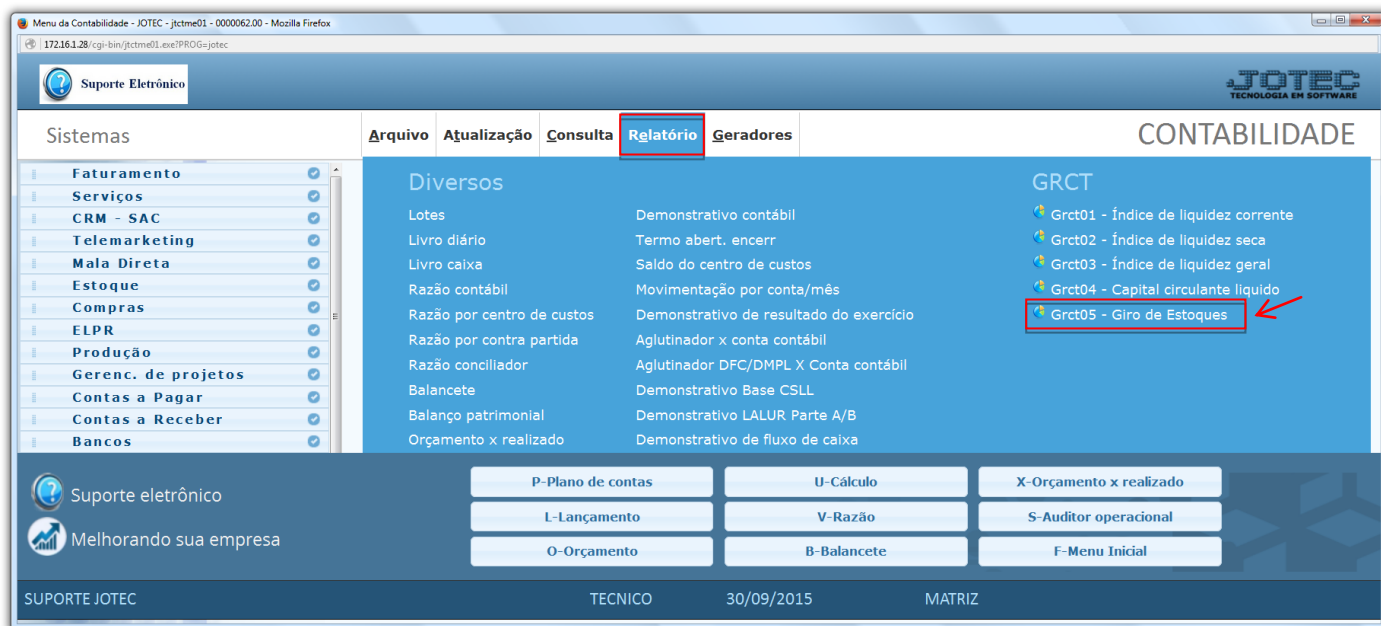 Menu da Contabilidade - JOTEC - jtctme01 - 0000062.00 - Mozilla Firefox
172.16.1.28/cgi-bin/jtctme01.exe?PROG=jotec
Suporte Eletrônico
JOTEC
TECNOLOGIA EM SOFTWARE
Sistemas
Arquivo Atualização Consulta Relatório Geradores
CONTABILIDADE
Faturamento
Serviços
CRM - SAC
Telemarketing
Mala Direta
Estoque
Compras
ELPR
Produção
Gerenc. de projetos
Contas a Pagar
Contas a Receber
Bancos
Diversos
Lotes
Livro diário
Livro caixa
Razão contábil
Razão por centro de custos
Razão por contra partida
Razão conciliador
Balancete
Balanço patrimonial
Orçamento x realizado
Demonstrativo contábil
Termo abert. encerr
Saldo do centro de custos
Movimentação por conta/mês
Demonstrativo de resultado do exercício
Aglutinador x conta contábil
Aglutinador DFC/DMPL X Conta contábil
Demonstrativo Base CSLL
Demonstrativo LALUR Parte A/B
Demonstrativo de fluxo de caixa
GRCT
Grct01 - Índice de liquidez corrente
Grct02 - Índice de liquidez seca
Grct03 - Índice de liquidez geral
Grct04 - Capital circulante liquido
Grct05 - Giro de Estoques
Suporte eletrônico
Melhorando sua empresa
P-Plano de contas
U-Cálculo
X-Orçamento x realizado
L-Lançamento
V-Razão
S-Auditor operacional
O-Orçamento
B-Balancete
F-Menu Inicial
SUPORTE JOTEC TECNICO 30/09/2015 MATRIZ